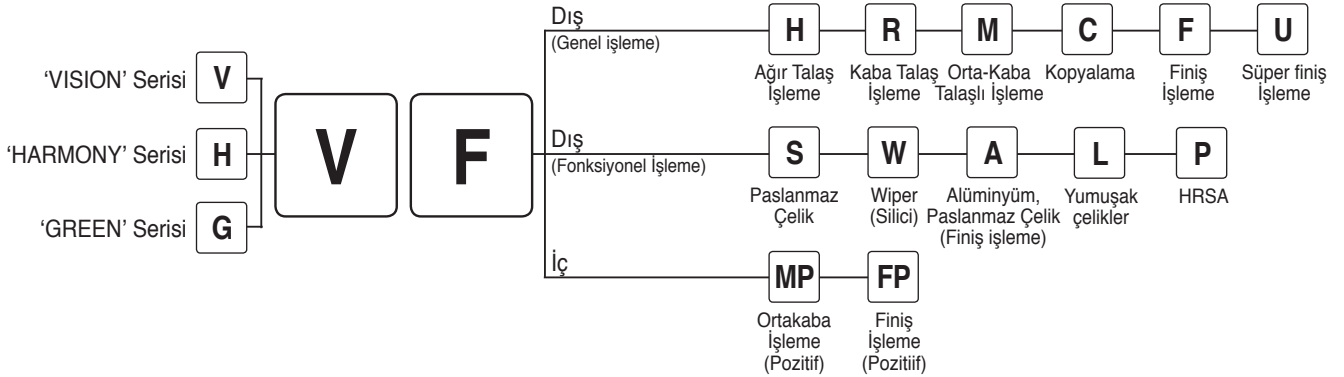 'VISION' Serisi V
'HARMONY' Serisi H
'GREEN' Serisi G
V F
Dış
(Genel işleme)
H R M C F U
Ağır Talaş
İşleme
Kaba Talaş
İşleme
Orta-Kaba
Talaşlı İşleme
Kopyalama
Finiş
İşleme
Süper finiş
İşleme
Dış
(Fonksiyonel İşleme)
S W A L P
Paslanmaz
Çelik
Wiper
(Silici)
Alüminyüm,
Paslanmaz Çelik
(Finiş işleme)
Yumuşak
çelikler
HRSA
İç
MP FP
Ortakaba
İşleme
(Pozitif)
Finiş
İşleme
(Pozitiif)